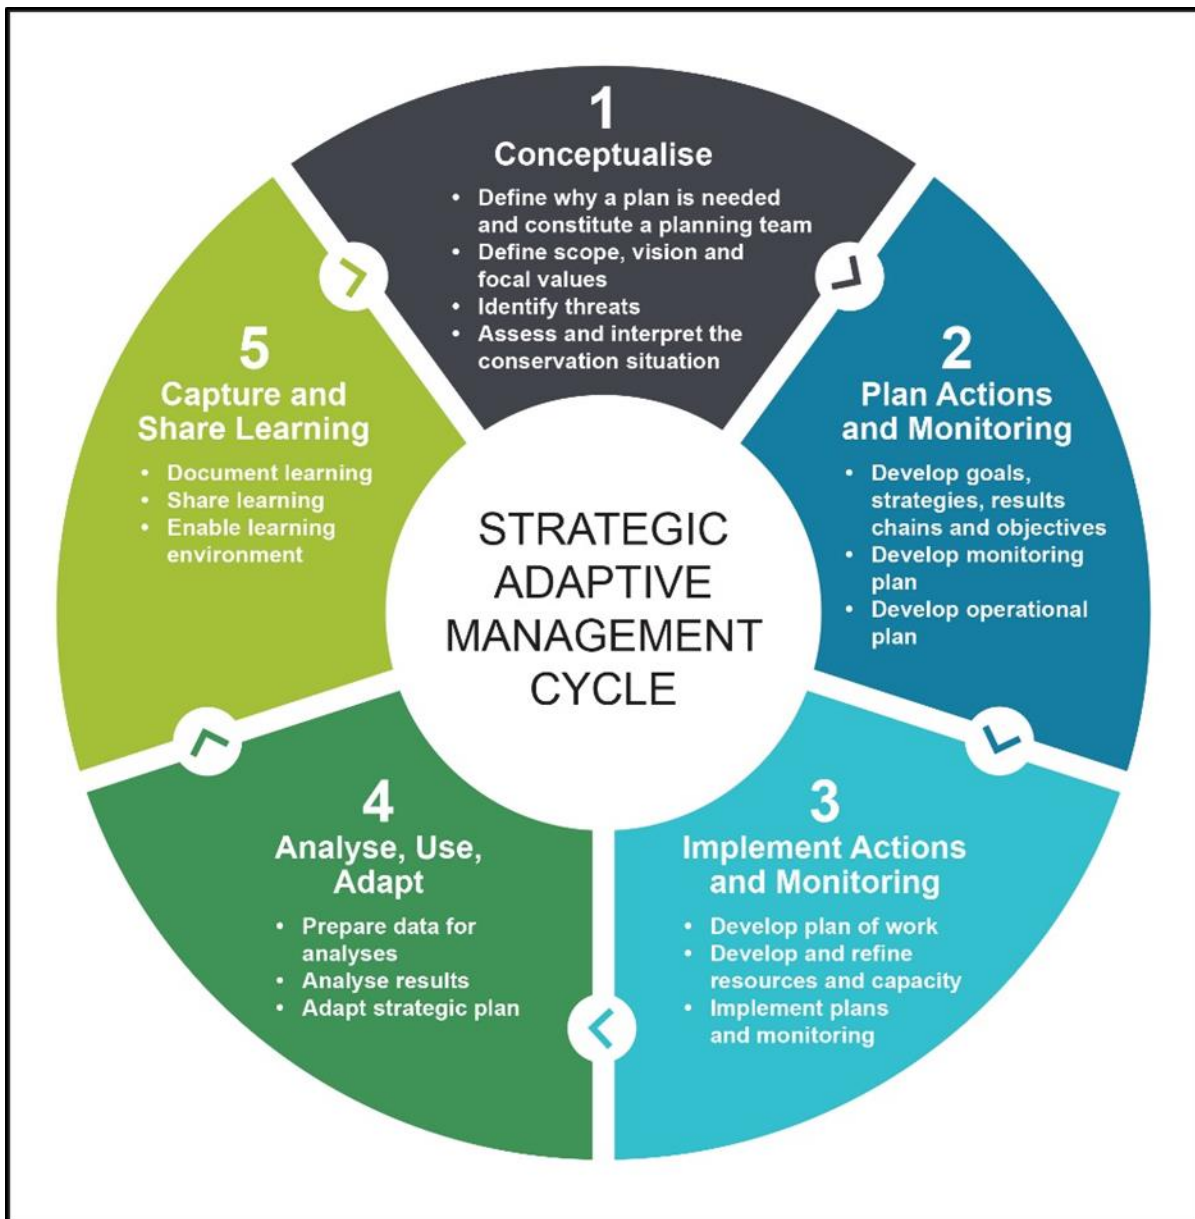 1
Conceptualise
• Define why a plan is needed
and constitute a planning team
• Define scope, vision and
focal values
• Identify threats
• Assess and interpret the
conservation situation
2
Plan Actions
and Monitoring
• Develop goals,
strategies, results
chains and objectives
• Develop monitoring
plan
• Develop operational
plan
3
Implement Actions
and Monitoring
• Develop plan of work
• Develop and refine
resources and capacity
• Implement plans
and monitoring
4
Analyse, Use,
Adapt
• Prepare data for
analyses
• Analyse results
• Adapt strategic plan
5
Capture and
Share Learning
• Document learning
• Share learning
• Enable learning
environment
STRATEGIC
ADAPTIVE
MANAGEMENT
CYCLE